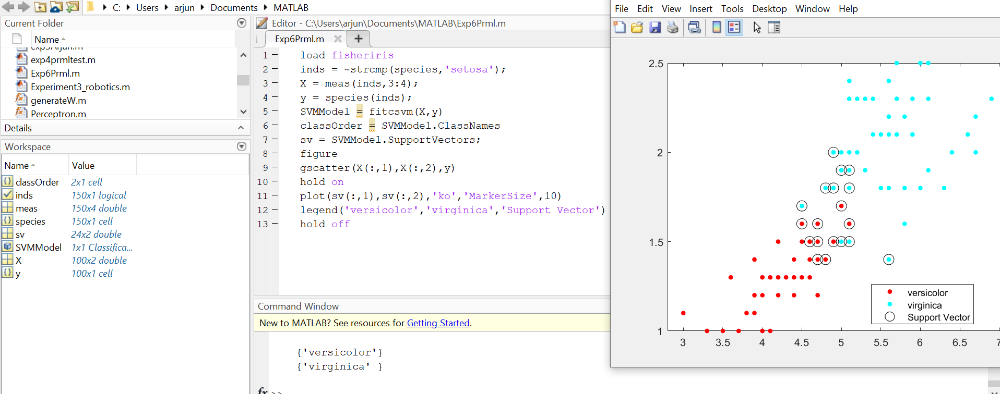 C: Users arjun Documents MATLAB
Current Folder
Name
exp4prmltest.m
Exp6Prml.m
Experiment3_robotics.m
generateW.m
Perceptron.m
Details
Workspace
Name Value
classOrder 2x1 cell
inds 150x1 logical
meas 150x4 double
species 150x1 cell
sv 24x2 double
SVMModel 1x1 Classifica...
X 100x2 double
y 100x1 cell
Editor - C:\Users\arjun\Documents\MATLAB\Exp6Prml.m
Exp6Prml.m
1 load fisheriris
2 inds = ~strcmp(species,'setosa');
3 X = meas(inds,3:4);
4 y = species(inds);
5 SVMModel = fitcsvm(X,y)
6 classOrder = SVMModel.ClassNames
7 sv = SVMModel.SupportVectors;
8 figure
9 gscatter(X(:,1),X(:,2),y)
10 hold on
11 plot(sv(:,1),sv(:,2),'ko','MarkerSize',10)
12 legend('versicolor','virginica','Support Vector')
13 hold off
Command Window
New to MATLAB? See resources for Getting Started.
{'versicolor'}
{'virginica' }
fx >>
File Edit View Insert Tools Desktop Window Help
2.5
2
1.5
1
3 3.5 4 4.5 5 5.5 6 6.5
versicolor
virginica
Support Vector